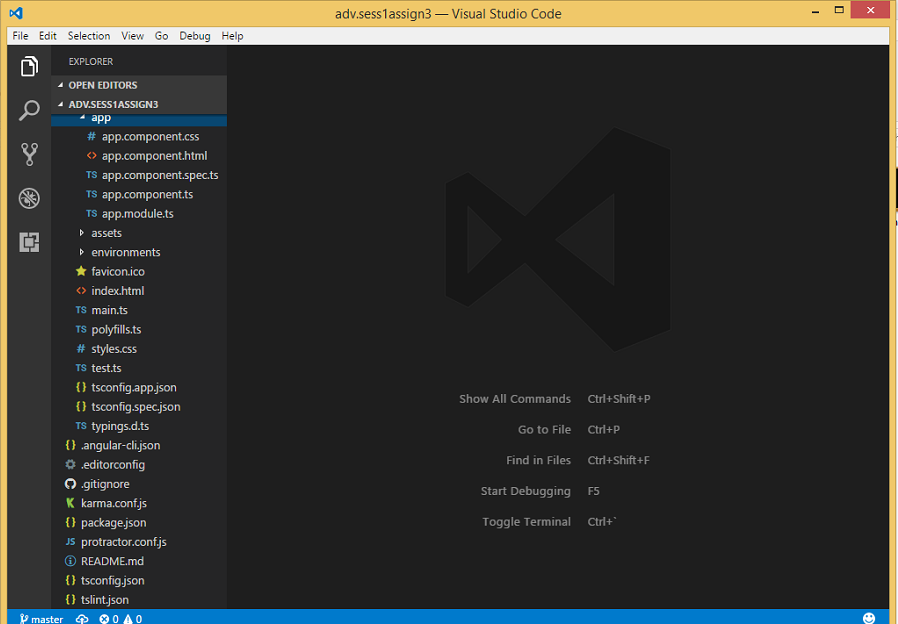 adv.sess1assign3 — Visual Studio Code
File Edit Selection View Go Debug Help
EXPLORER
OPEN EDITORS
ADV.SESS1ASSIGN3
app
# app.component.css
<> app.component.html
TS app.component.spec.ts
TS app.component.ts
TS app.module.ts
assets
environments
favicon.ico
<> index.html
TS main.ts
TS polyfills.ts
# styles.css
TS test.ts
{} tsconfig.app.json
{} tsconfig.spec.json
TS typings.d.ts
{} .angular-cli.json
.editorconfig
.gitignore
karma.conf.js
{} package.json
JS protractor.conf.js
README.md
{} tsconfig.json
{} tslint.json
Show All Commands Ctrl+Shift+P
Go to File Ctrl+P
Find in Files Ctrl+Shift+F
Start Debugging F5
Toggle Terminal Ctrl+`
master 0 0